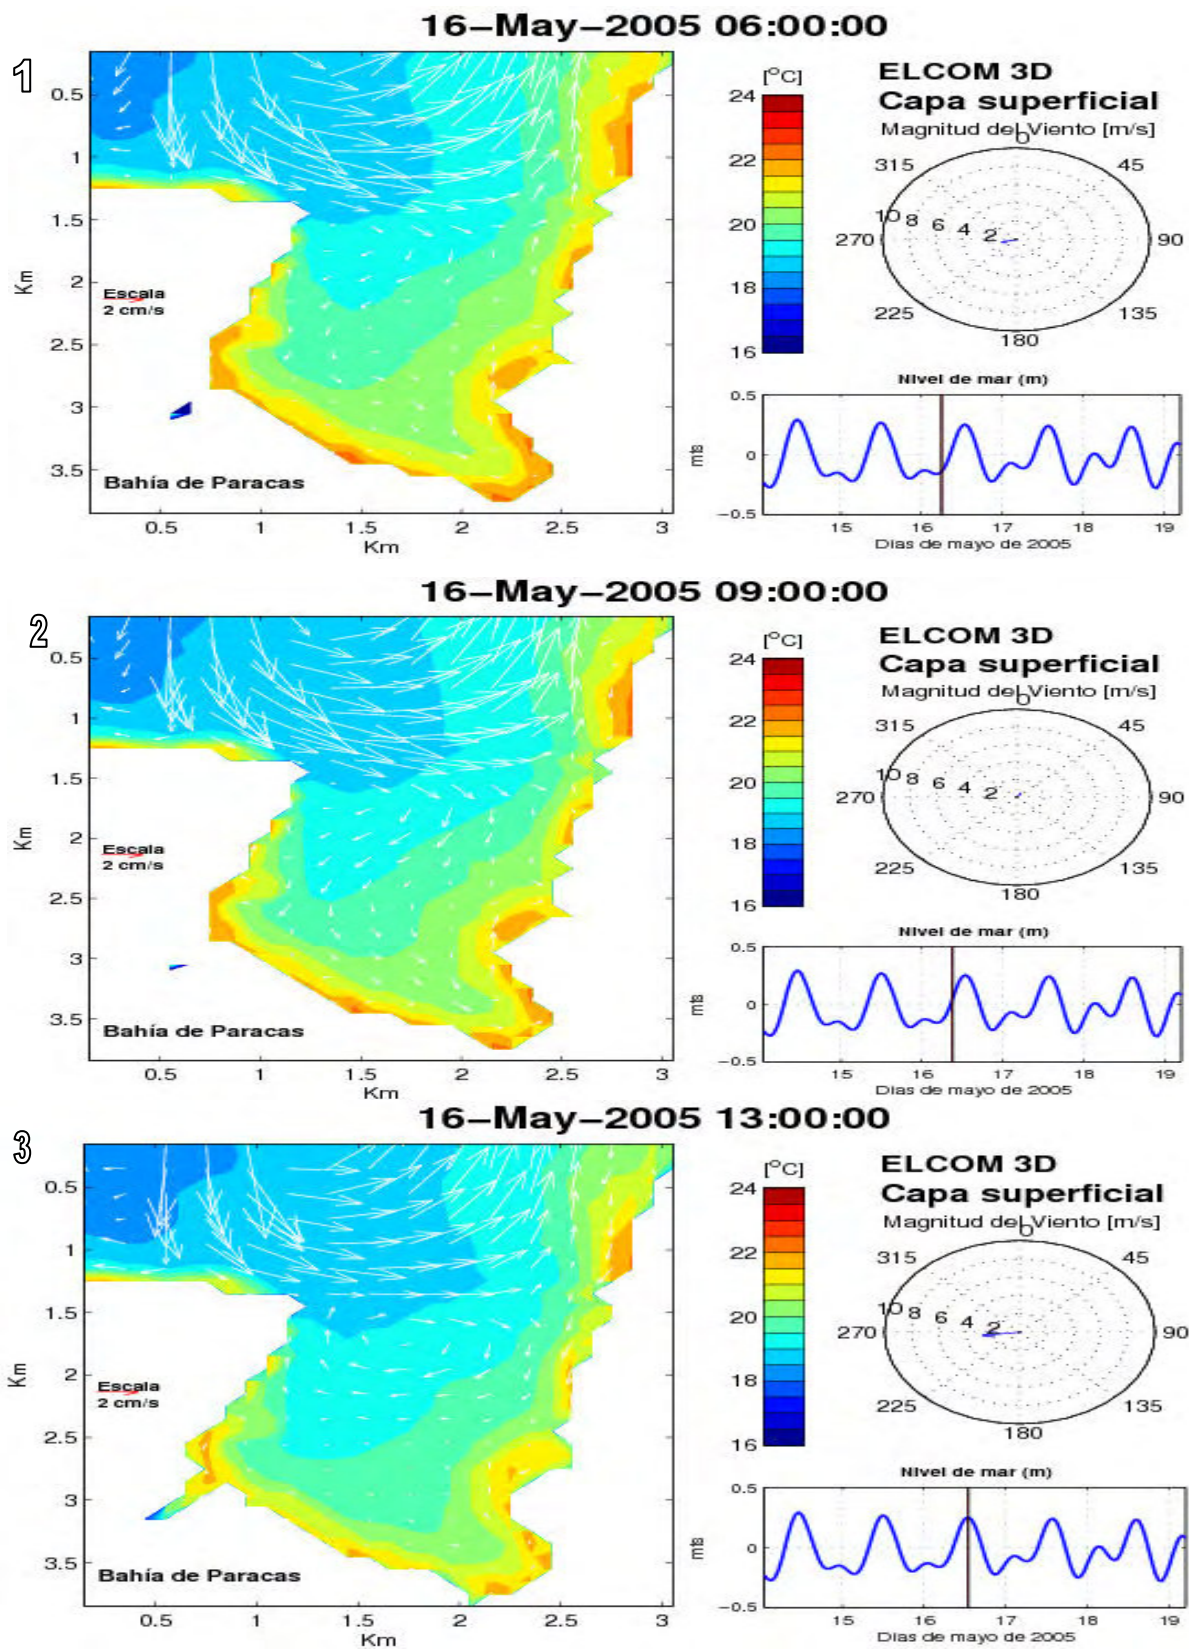 16-May-2005 06:00:00
1
[°C]
ELCOM 3D
Capa superficial
Magnitud del Viento [m/s]
0
315
45
10 8 6 4 2
270
90
225
135
180
24
22
20
18
16
0.5
1
1.5
2
2.5
3
3.5
Km
Escala
2 cm/s
Bahía de Paracas
0.5 1 1.5 2 2.5 3
Km
Nivel de mar (m)
0.5
0
−0.5
mts
15 16 17 18 19
Dias de mayo de 2005
16-May-2005 09:00:00
2
[°C]
ELCOM 3D
Capa superficial
Magnitud del Viento [m/s]
0
315
45
10 8 6 4 2
270
90
225
135
180
24
22
20
18
16
0.5
1
1.5
2
2.5
3
3.5
Km
Escala
2 cm/s
Bahía de Paracas
0.5 1 1.5 2 2.5 3
Km
Nivel de mar (m)
0.5
0
−0.5
mts
15 16 17 18 19
Dias de mayo de 2005
16-May-2005 13:00:00
3
[°C]
ELCOM 3D
Capa superficial
Magnitud del Viento [m/s]
0
315
45
10 8 6 4 2
270
90
225
135
180
24
22
20
18
16
0.5
1
1.5
2
2.5
3
3.5
Km
Escala
2 cm/s
Bahía de Paracas
0.5 1 1.5 2 2.5 3
Km
Nivel de mar (m)
0.5
0
−0.5
mts
15 16 17 18 19
Dias de mayo de 2005